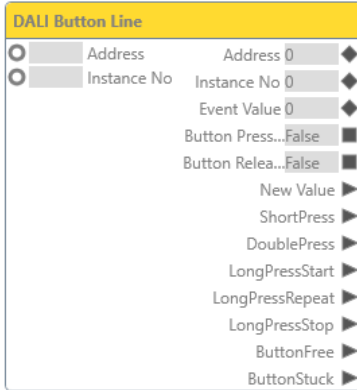 DALI Button Line
Address Address 0
Instance No Instance No 0
Event Value 0
Button Press...False
Button Relea...False
New Value
ShortPress
DoublePress
LongPressStart
LongPressRepeat
LongPressStop
ButtonFree
ButtonStuck